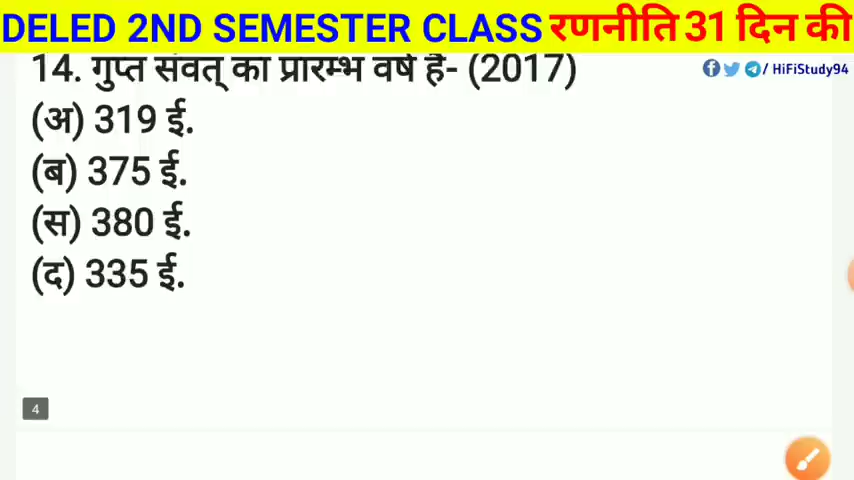 DELED 2ND SEMESTER CLASS रणनीति 31 दिन की
14. गुप्त संवत् का प्रारम्भ वर्ष है- (2017)
/ HiFiStudy94
(अ) 319 ई.
(ब) 375 ई.
(स) 380 ई.
(द) 335 ई.
4